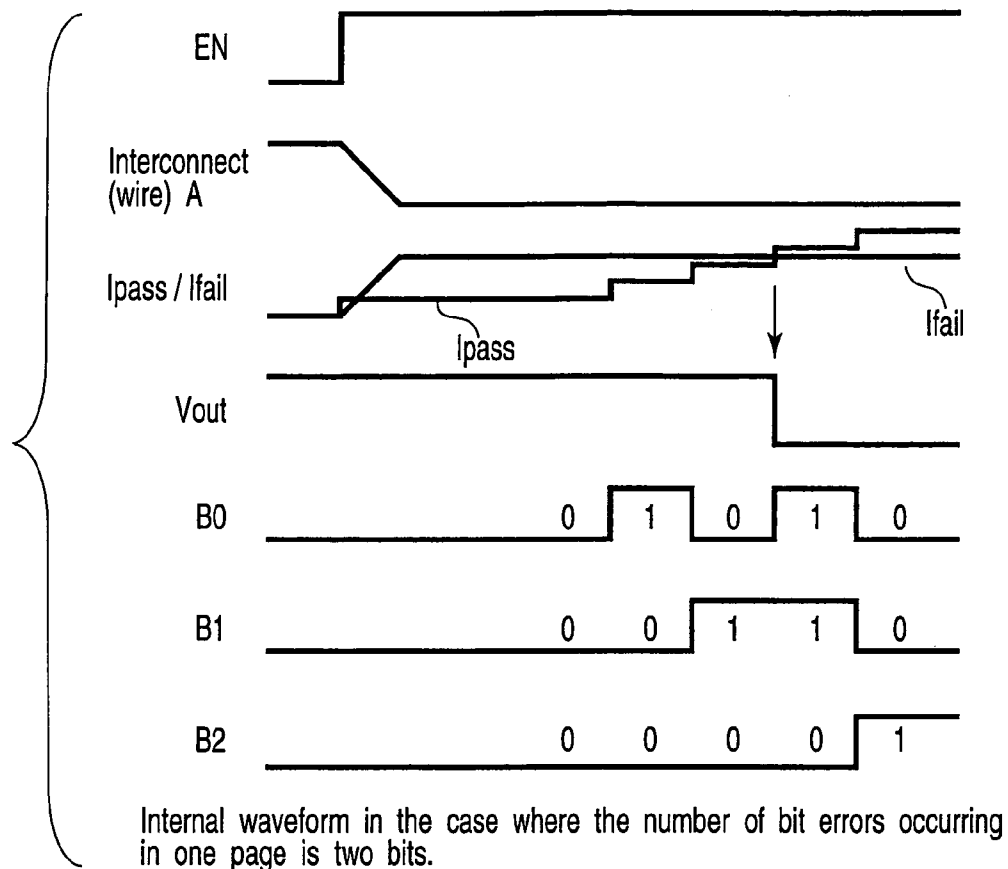 EN
Interconnect
(wire) A
Ipass / Ifail
Ipass
Ifail
Vout
B0 0 1 0 1 0
B1 0 0 1 1 0
B2 0 0 0 0 1
Internal waveform in the case where the number of bit errors occurring
in one page is two bits.